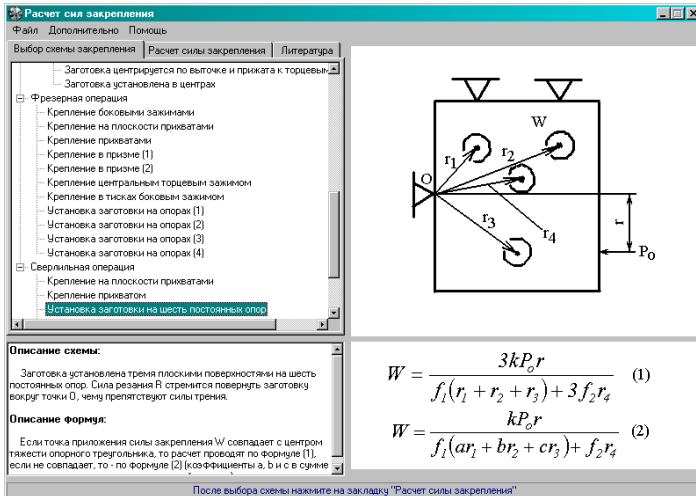 Расчет сил закрепления
Файл Дополнительно Помощь
Выбор схемы закрепления Расчет силы закрепления Литература
Заготовка центрируется по выточке и прижата к торцевым
Заготовка установлена в центрах
Фрезерная операция
Крепление боковыми зажимами
Крепление на плоскости прихватами
Крепление прихватами
Крепление в призме (1)
Крепление в призме (2)
Крепление центральным торцевым зажимом
Крепление в тисках боковым зажимом
Установка заготовки на опорах (1)
Установка заготовки на опорах (2)
Установка заготовки на опорах (3)
Установка заготовки на опорах (4)
Сверлильная операция
Крепление на плоскости прихватами
Крепление прихватом
Установка заготовки на шесть постоянных опор
W
r1 r2
O
r3
r4
r
Po
Описание схемы:
Заготовка установлена тремя плоскими поверхностями на шесть
постоянных опор. Сила резания R стремится повернуть заготовку
вокруг точки O, чему препятствуют силы трения.
Описание формул:
Если точка приложения силы закрепления W совпадает с центром
тяжести опорного треугольника, то расчет проводят по формуле (1),
если не совпадает, то - по формуле (2) (коэффициенты a, b и c в сумме
W = 3kPor / (f1(r1 + r2 + r3) + 3f2r4) (1)
W = kPor / (f1(ar1 + br2 + cr3) + f2r4) (2)
После выбора схемы нажмите на закладку "Расчет силы закрепления"